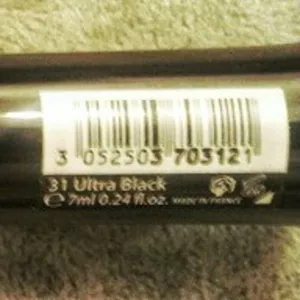 3 052503 703121
31 Ultra Black
℮ 7ml 0.24 fl.oz. MADE IN FRANCE